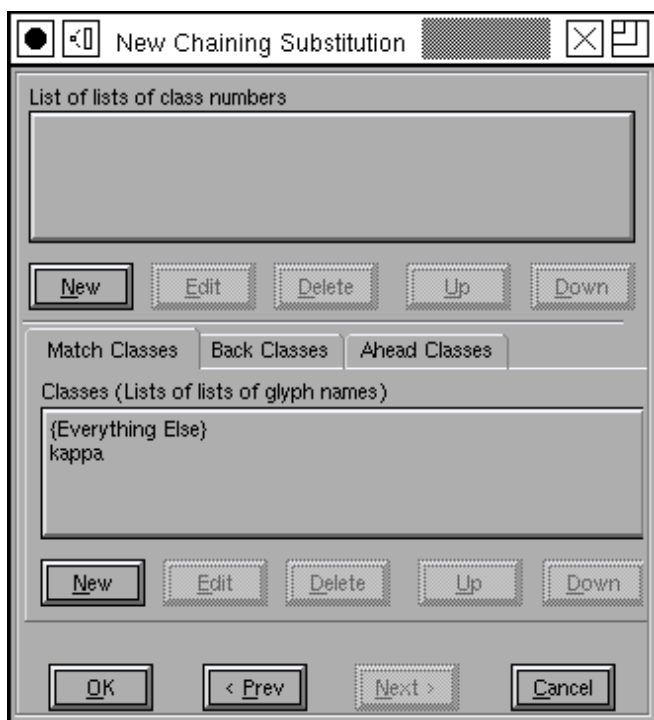 New Chaining Substitution
List of lists of class numbers
New Edit Delete Up Down
Match Classes Back Classes Ahead Classes
Classes (Lists of lists of glyph names)
{Everything Else}
kappa
New Edit Delete Up Down
OK < Prev Next > Cancel